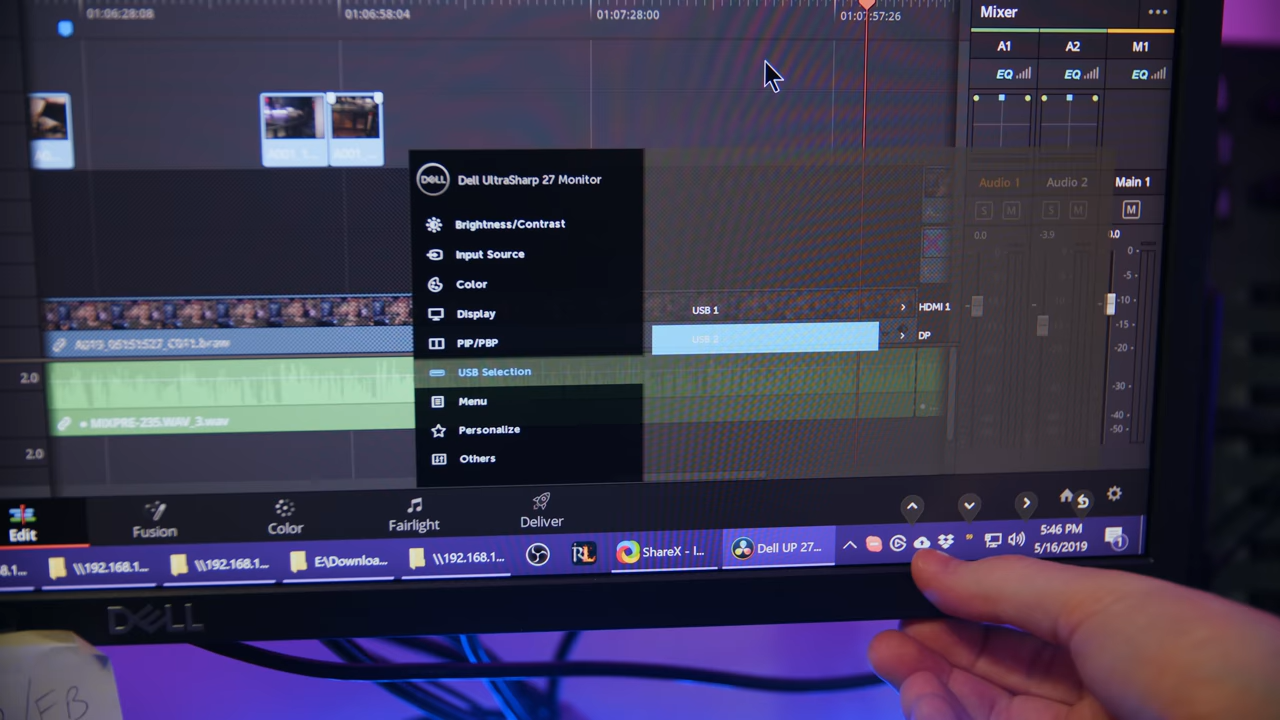 01:06:28:08
01:06:58:04
01:07:28:00
01:07:57:26
Mixer
A1
A2
M1
EQ
EQ
EQ
DELL
Dell UltraSharp 27 Monitor
Brightness/Contrast
Input Source
Color
Display
PIP/PBP
USB Selection
Menu
Personalize
Others
USB 1
HDMI 1
USB 2
DP
Audio 1
Audio 2
Main 1
S
M
S
M
M
0.0
-3.9
0.0
0
-5
-10
-15
-20
-30
-40
-50
2.0
MIXPRE-235.WAV_3.wav
2.0
Edit
Fusion
Color
Fairlight
Deliver
\\192.168.1...
\\192.168.1...
E:\Downloa...
\\192.168.1...
ShareX - I...
Dell UP 27...
5:46 PM
5/16/2019
1
DELL
/FB